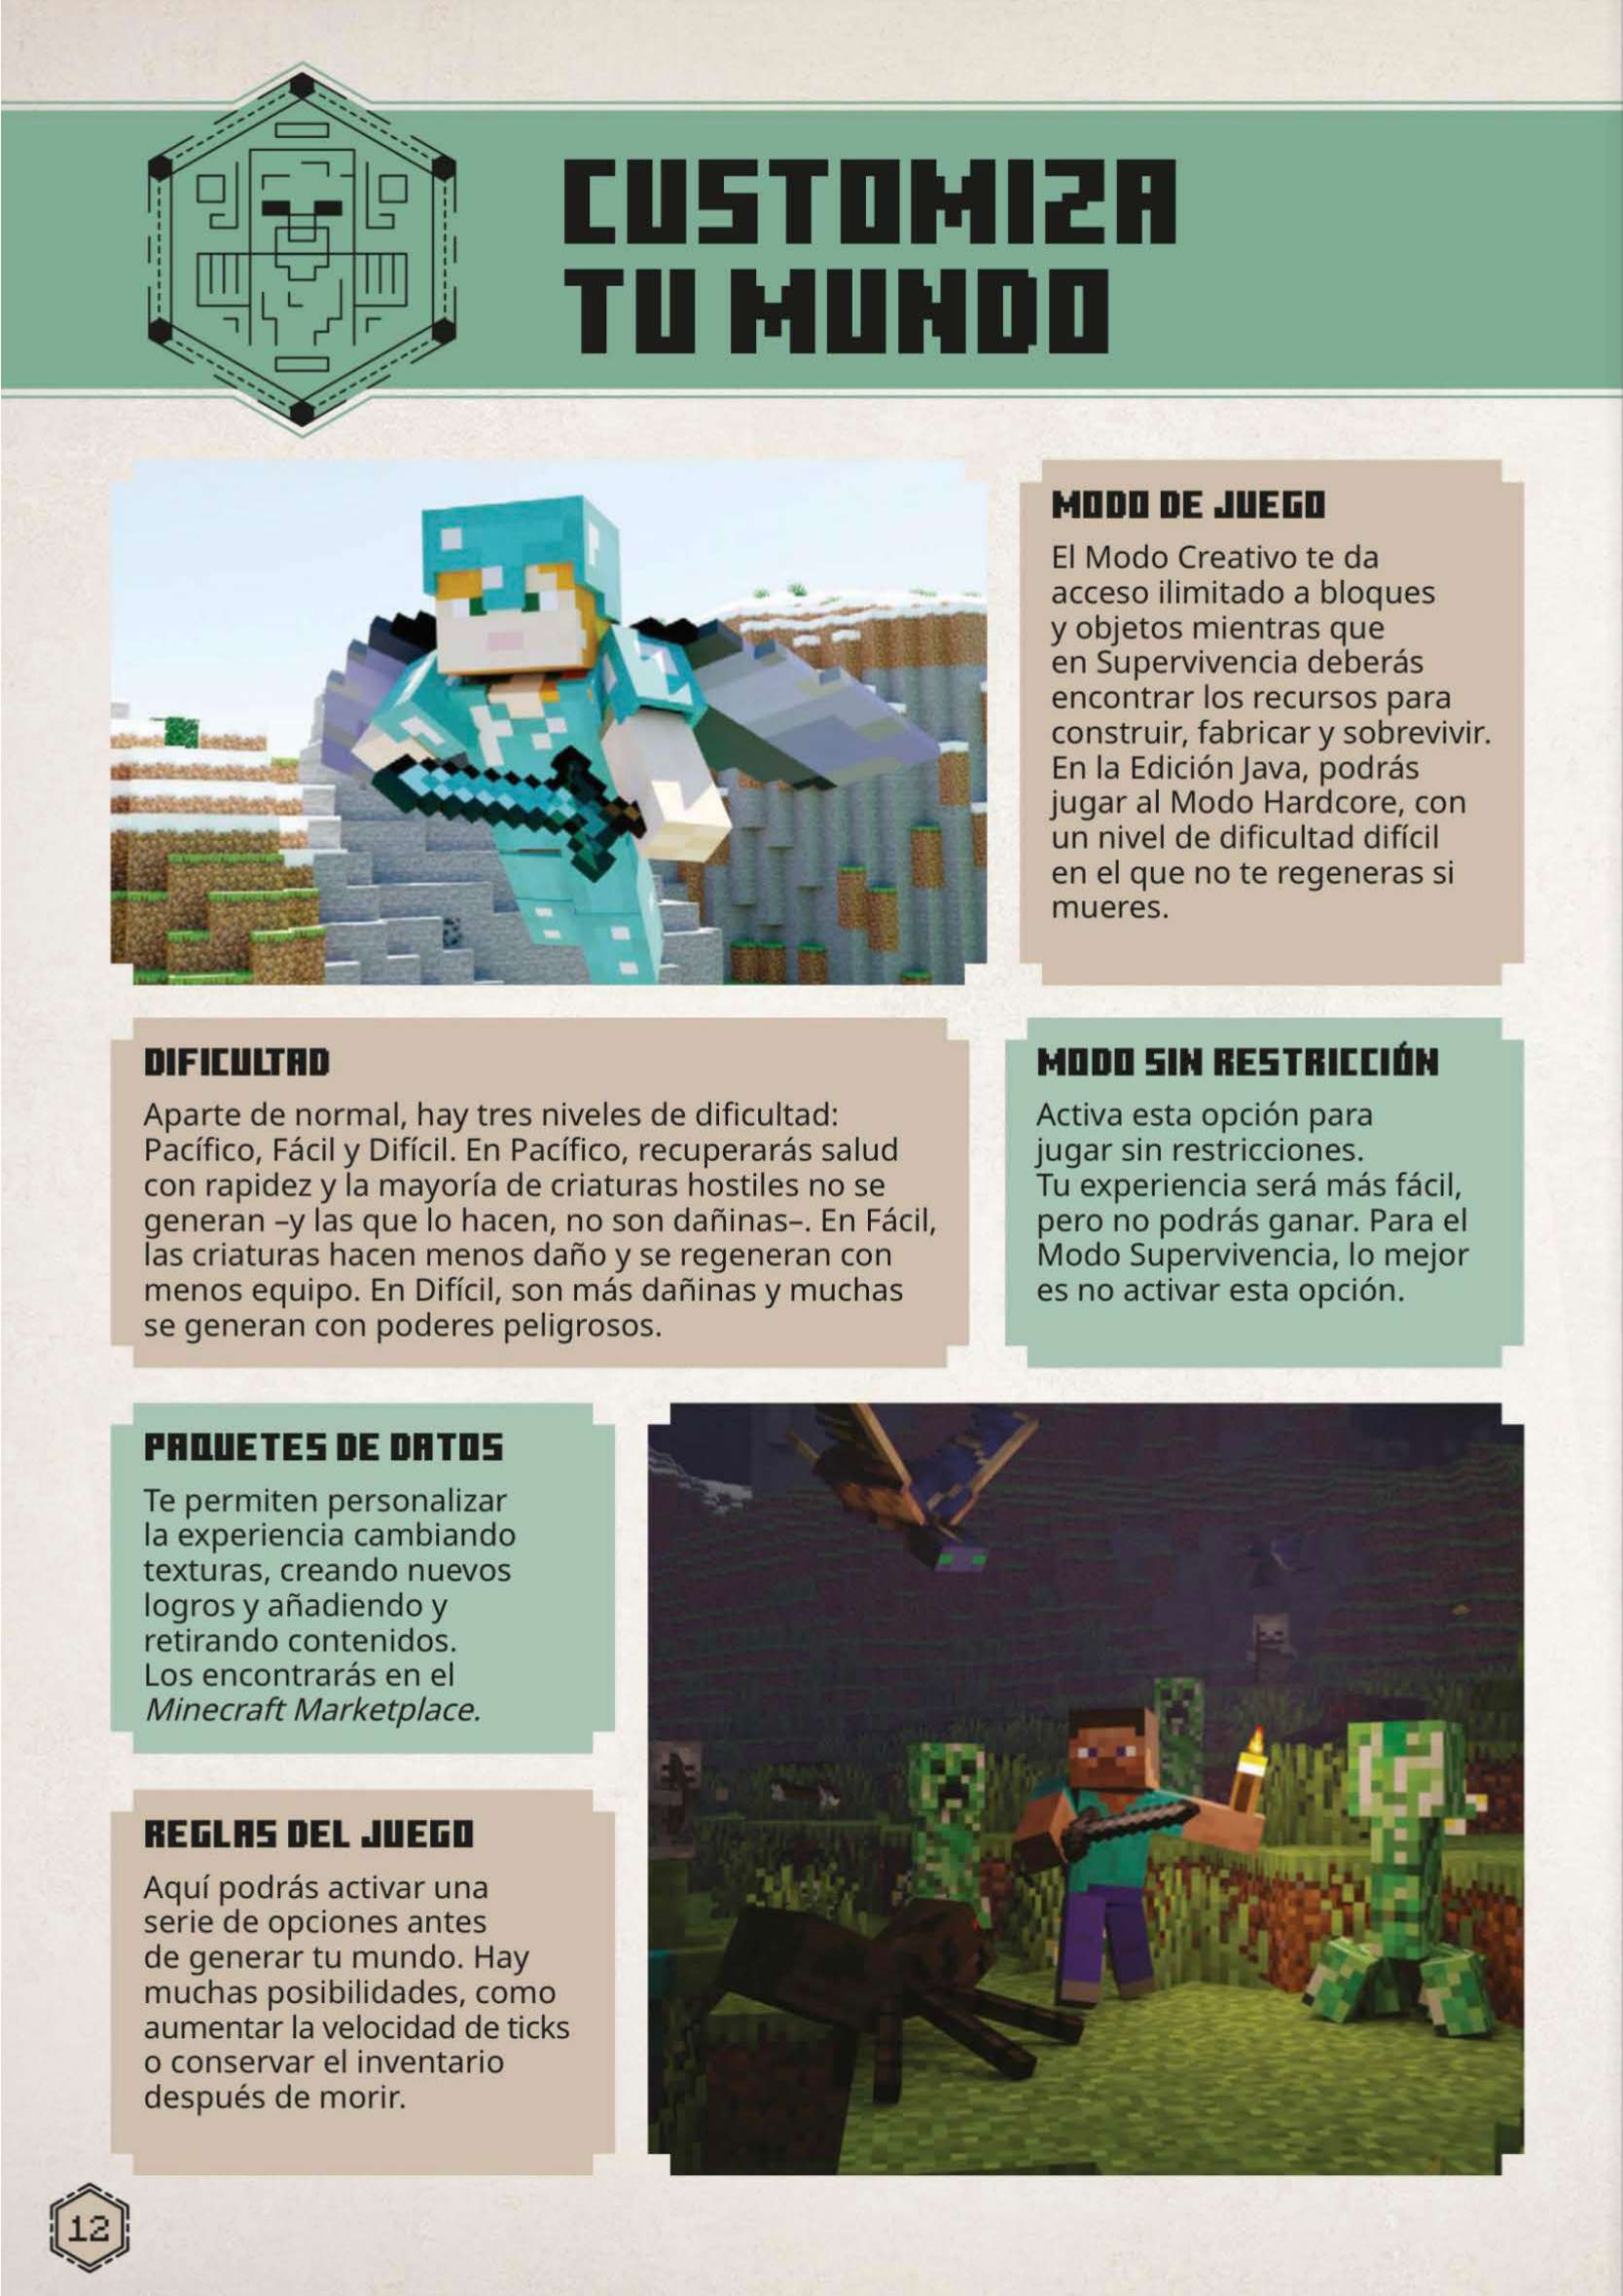 CUSTOMIZA
TU MUNDO
MODO DE JUEGO
El Modo Creativo te da
acceso ilimitado a bloques
y objetos mientras que
en Supervivencia deberás
encontrar los recursos para
construir, fabricar y sobrevivir.
En la Edición Java, podrás
jugar al Modo Hardcore, con
un nivel de dificultad difícil
en el que no te regeneras si
mueres.
DIFICULTAD
Aparte de normal, hay tres niveles de dificultad:
Pacífico, Fácil y Difícil. En Pacífico, recuperarás salud
con rapidez y la mayoría de criaturas hostiles no se
generan –y las que lo hacen, no son dañinas–. En Fácil,
las criaturas hacen menos daño y se regeneran con
menos equipo. En Difícil, son más dañinas y muchas
se generan con poderes peligrosos.
MODO SIN RESTRICCIÓN
Activa esta opción para
jugar sin restricciones.
Tu experiencia será más fácil,
pero no podrás ganar. Para el
Modo Supervivencia, lo mejor
es no activar esta opción.
PAQUETES DE DATOS
Te permiten personalizar
la experiencia cambiando
texturas, creando nuevos
logros y añadiendo y
retirando contenidos.
Los encontrarás en el
Minecraft Marketplace.
REGLAS DEL JUEGO
Aquí podrás activar una
serie de opciones antes
de generar tu mundo. Hay
muchas posibilidades, como
aumentar la velocidad de ticks
o conservar el inventario
después de morir.
12